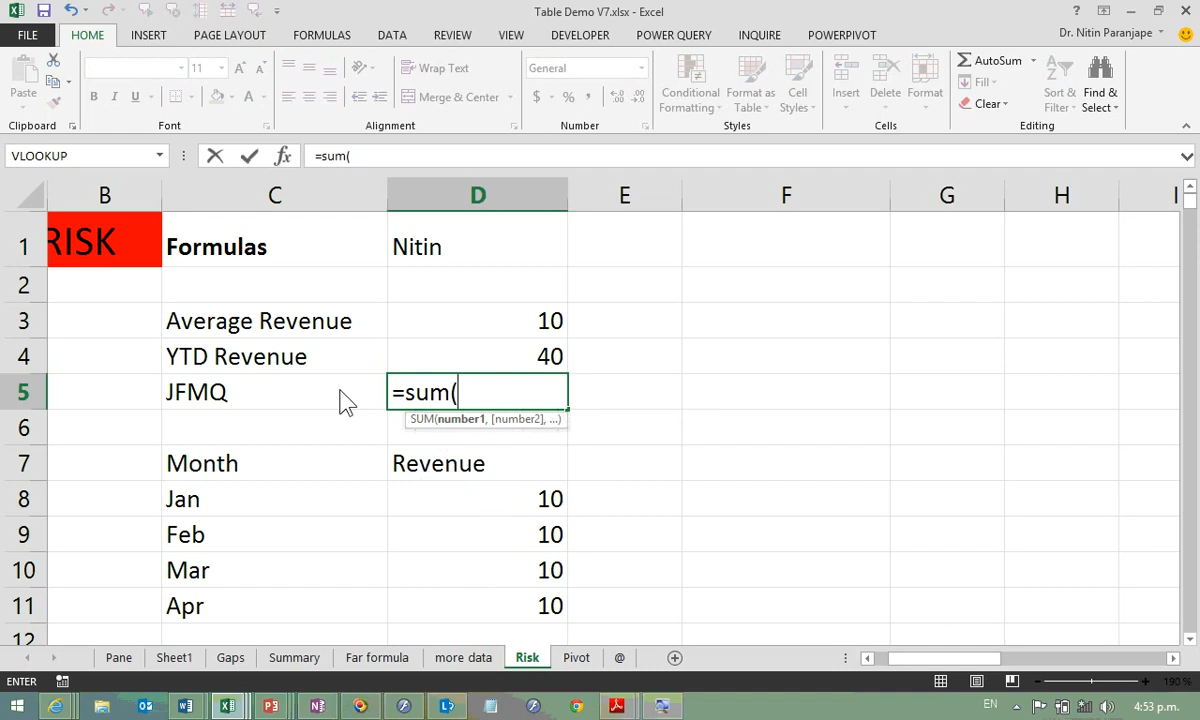 Table Demo V7.xlsx - Excel
FILE HOME INSERT PAGE LAYOUT FORMULAS DATA REVIEW VIEW DEVELOPER POWER QUERY INQUIRE POWERPIVOT Dr. Nitin Paranjape
Paste 11 Wrap Text General Conditional Formatting Format as Table Cell Styles Insert Delete Format AutoSum Fill Clear Sort & Filter Find & Select
B I U A Merge & Center $ %
Clipboard Font Alignment Number Styles Cells Editing
VLOOKUP fx =sum(
B C D E F G H I
1 RISK Formulas Nitin
2
3 Average Revenue 10
4 YTD Revenue 40
5 JFMQ =sum(
SUM(number1, [number2], ...)
6
7 Month Revenue
8 Jan 10
9 Feb 10
10 Mar 10
11 Apr 10
12
Pane Sheet1 Gaps Summary Far formula more data Risk Pivot @
ENTER 190 %
EN 4:53 p.m.